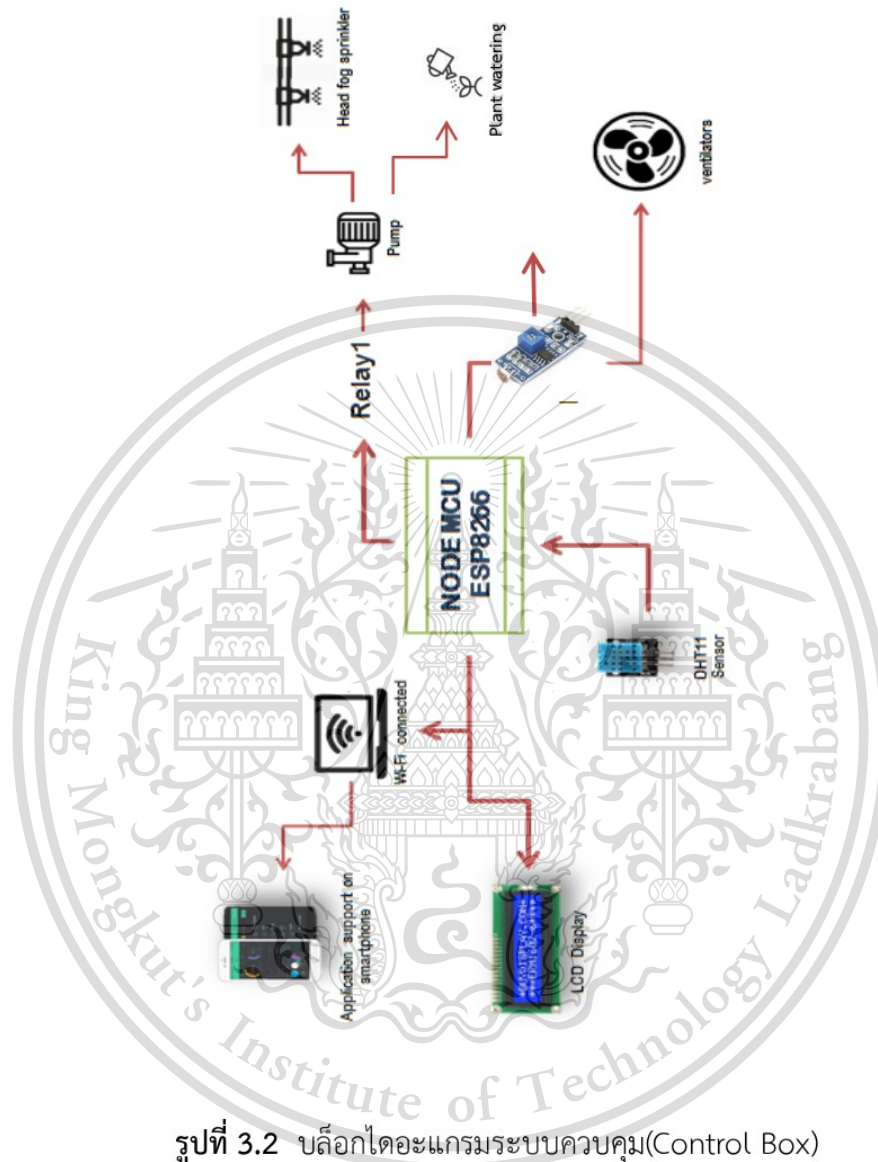 Head fog sprinkler
Plant watering
Pump
ventilators
Relay1
NODE MCU
ESP8266
DHT11
Sensor
Wi-Fi connected
Application support on
smartphone
LCD Display
King Mongkut's Institute of Technology Ladkrabang
รูปที่ 3.2 บล็อกไดอะแกรมระบบควบคุม(Control Box)